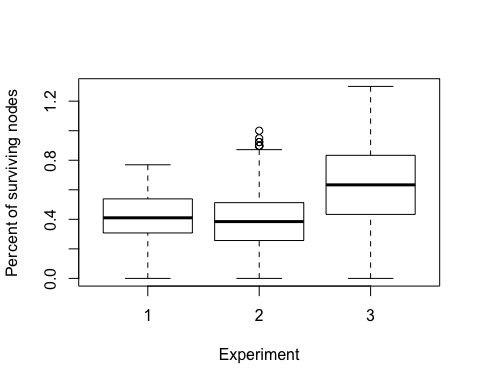 Percent of surviving nodes
1.2
0.8
0.4
0.0
1 2 3
Experiment